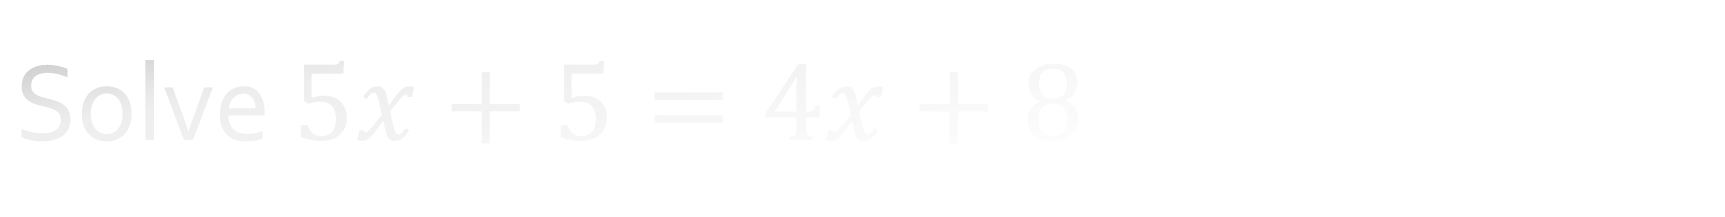 Solve 5x + 5 = 4x + 8